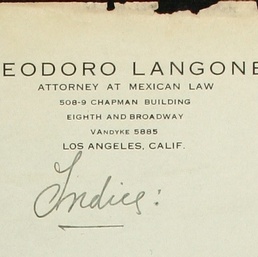 EODORO LANGONE
ATTORNEY AT MEXICAN LAW
508-9 CHAPMAN BUILDING
EIGHTH AND BROADWAY
VANDYKE 5885
LOS ANGELES, CALIF.
Indice: